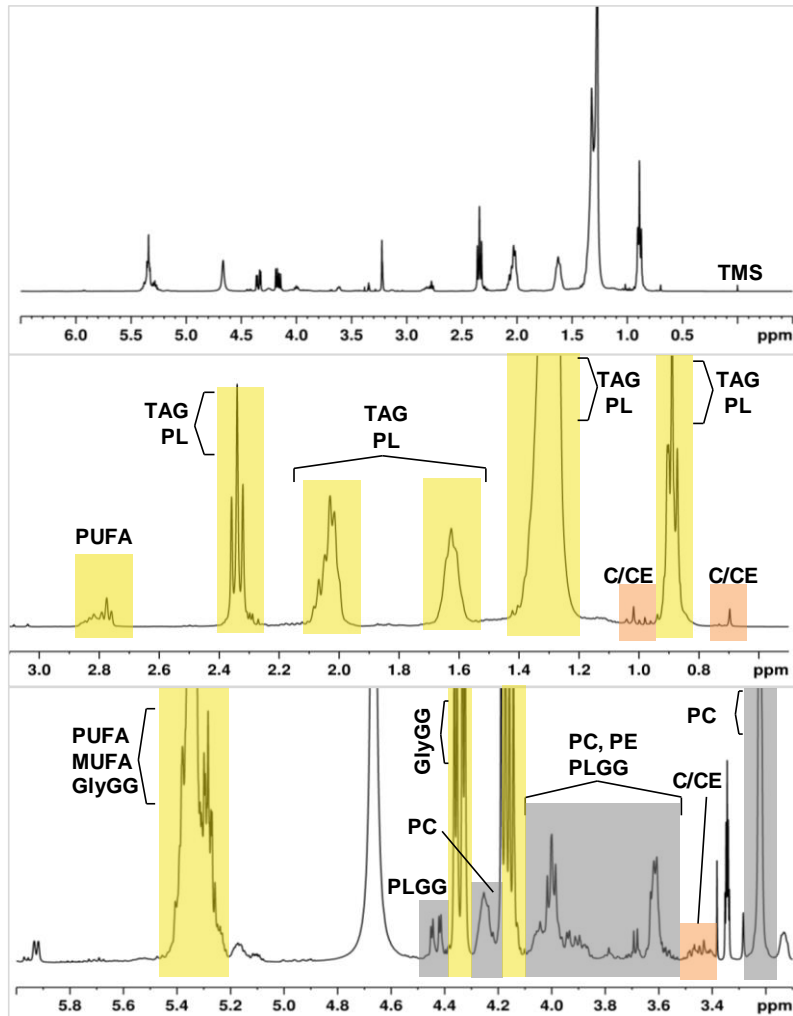 TMS
6.0 5.5 5.0 4.5 4.0 3.5 3.0 2.5 2.0 1.5 1.0 0.5 ppm
TAG
PL
TAG
PL
TAG
PL
TAG
PL
PUFA
C/CE
C/CE
3.0 2.8 2.6 2.4 2.2 2.0 1.8 1.6 1.4 1.2 1.0 0.8 ppm
PUFA
MUFA
GlyGG
GlyGG
PC, PE
PLGG
PC
C/CE
PC
PLGG
5.8 5.6 5.4 5.2 5.0 4.8 4.6 4.4 4.2 4.0 3.8 3.6 3.4 ppm